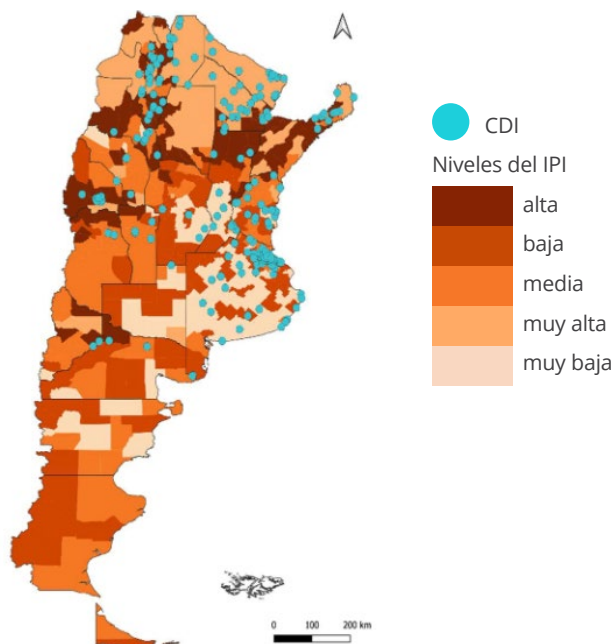 CDI
Niveles del IPI
alta
baja
media
muy alta
muy baja
0 100 200 km